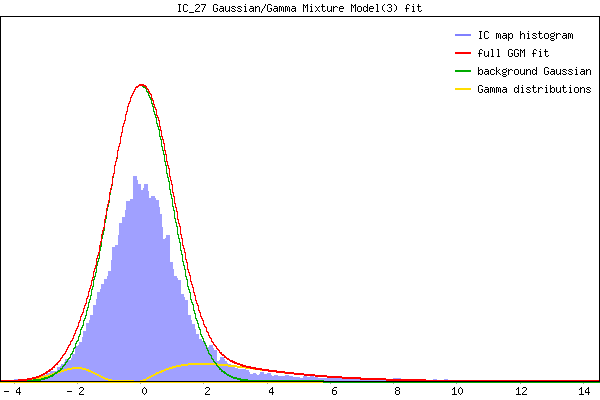 IC_27 Gaussian/Gamma Mixture Model(3) fit
IC map histogram
full GGM fit
background Gaussian
Gamma distributions
- 4 -2 0 2 4 6 8 10 12 14